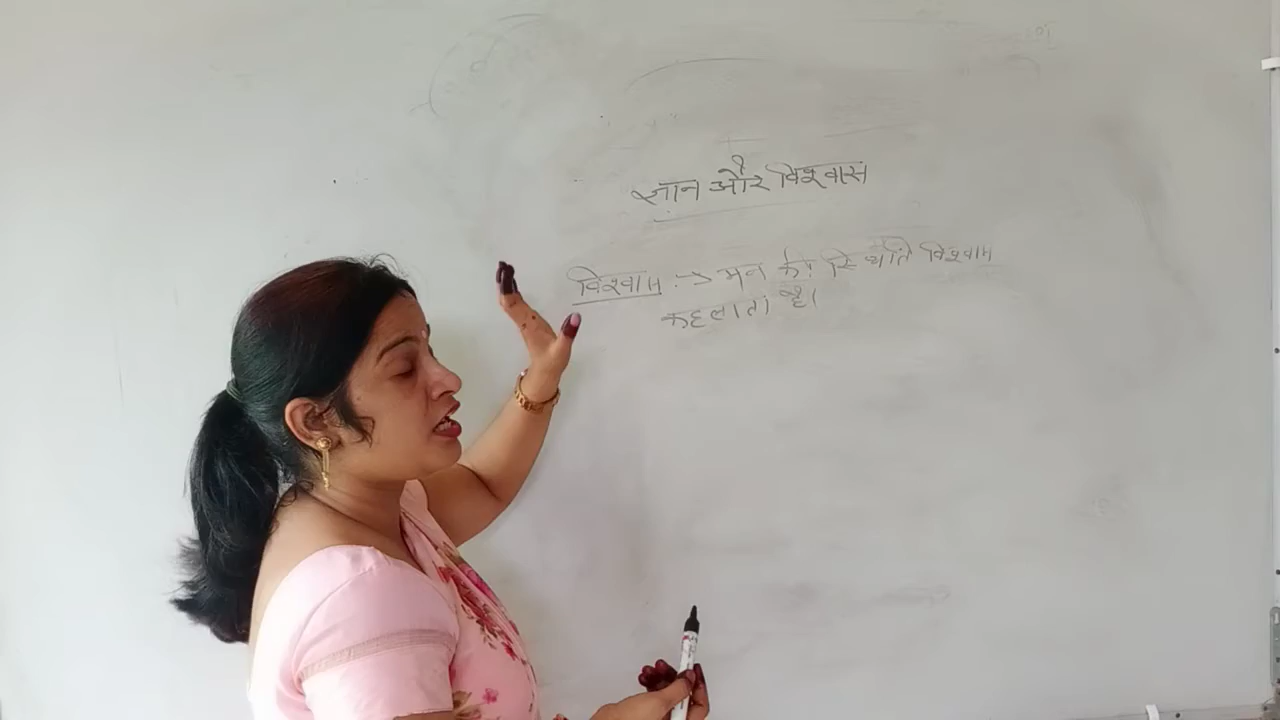 ज्ञान और विश्वास
विश्वास :-> मन की स्थिति विश्वास
कहलाता है।